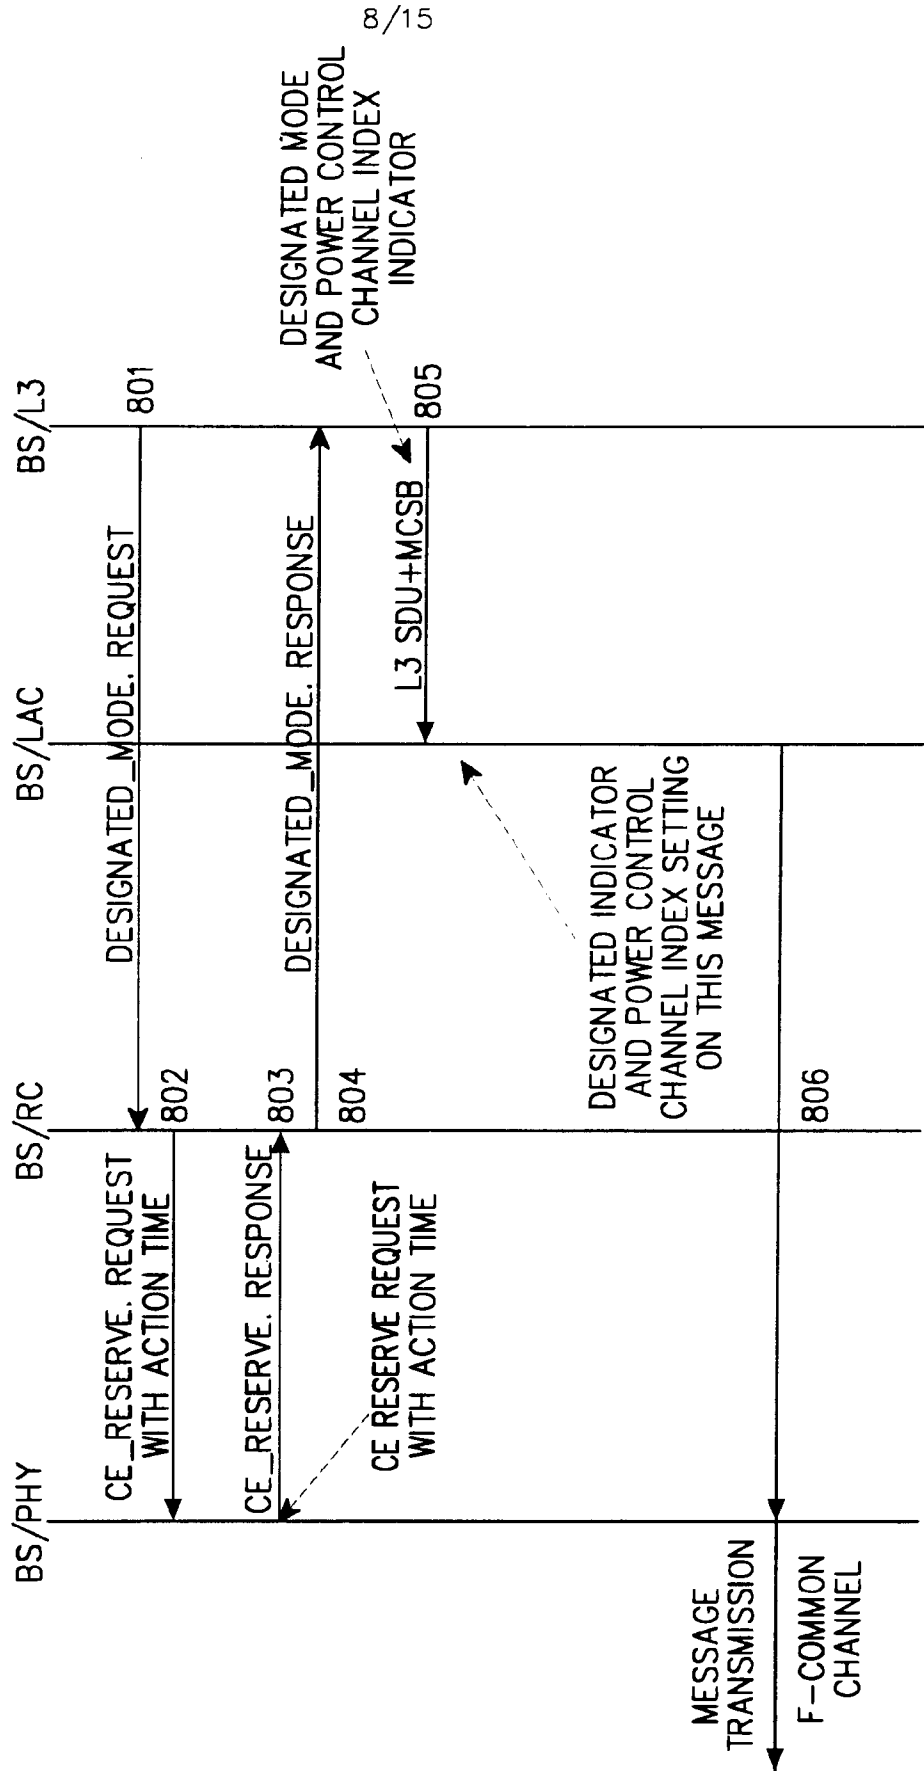 8/15
BS/PHY
BS/RC
BS/LAC
BS/L3
DESIGNATED_MODE. REQUEST
801
CE_RESERVE. REQUEST
WITH ACTION TIME
802
CE_RESERVE. RESPONSE
803
DESIGNATED_MODE. RESPONSE
804
CE RESERVE REQUEST
WITH ACTION TIME
DESIGNATED MODE
AND POWER CONTROL
CHANNEL INDEX
INDICATOR
L3 SDU+MCSB
805
DESIGNATED INDICATOR
AND POWER CONTROL
CHANNEL INDEX SETTING
ON THIS MESSAGE
806
MESSAGE
TRANSMISSION
F-COMMON
CHANNEL